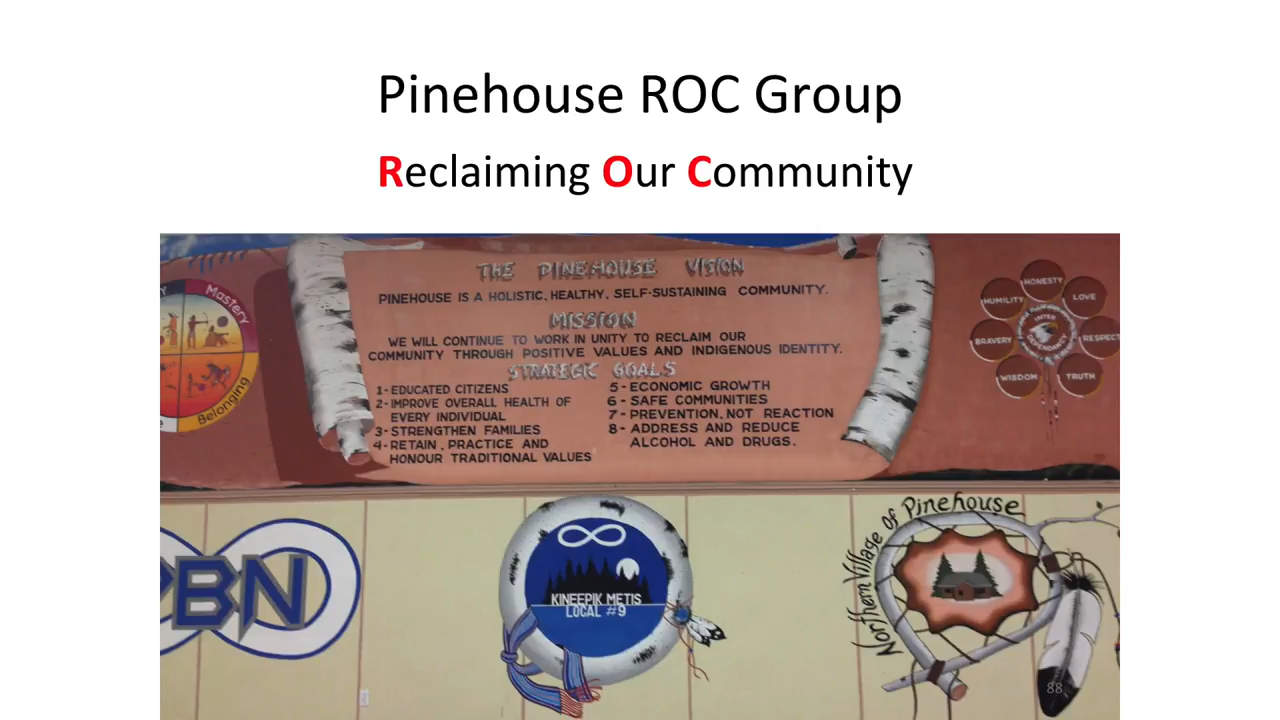 Pinehouse ROC Group
Reclaiming Our Community
THE PINEHOUSE VISION
PINEHOUSE IS A HOLISTIC, HEALTHY, SELF-SUSTAINING COMMUNITY.
MISSION
WE WILL CONTINUE TO WORK IN UNITY TO RECLAIM OUR
COMMUNITY THROUGH POSITIVE VALUES AND INDIGENOUS IDENTITY.
STRATEGIC GOALS
1-EDUCATED CITIZENS
2-IMPROVE OVERALL HEALTH OF
EVERY INDIVIDUAL
3-STRENGTHEN FAMILIES
4-RETAIN, PRACTICE AND
HONOUR TRADITIONAL VALUES
5-ECONOMIC GROWTH
6-SAFE COMMUNITIES
7-PREVENTION, NOT REACTION
8-ADDRESS AND REDUCE
ALCOHOL AND DRUGS.
Mastery
Belonging
HONESTY
HUMILITY
LOVE
BRAVERY
INTER
DEPENDANCY
RESPECT
WISDOM
TRUTH
PBN
KINEEPIK METIS
LOCAL #9
Northern Village Of Pinehouse
88